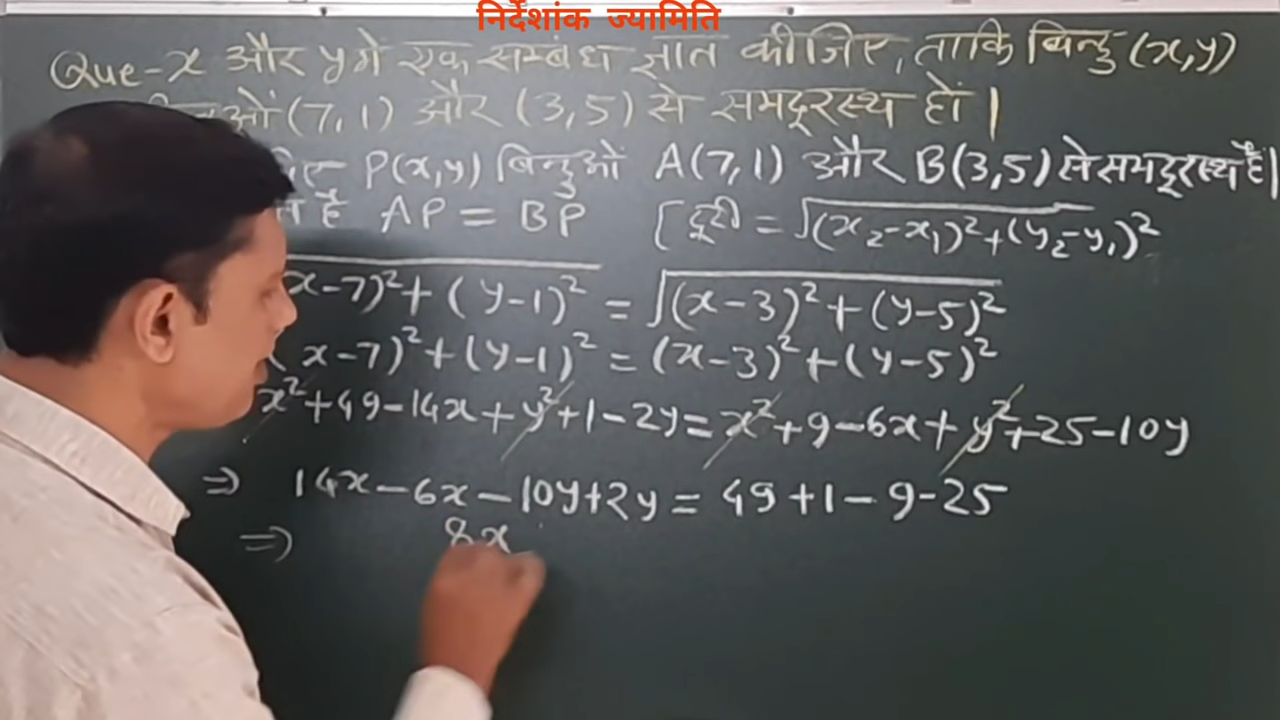 निर्देशांक ज्यामिति
Que-x और y में एक सम्बंध ज्ञात कीजिए, ताकि बिन्दु (x,y)
ओं (7,1) और (3,5) से समदूरस्थ हों।
P(x,y) बिन्दुओं A(7,1) और B(3,5) से समदूरस्थ है।
है AP = BP [दूरी = √(x₂-x₁)²+(y₂-y₁)²
x-7)²+(y-1)² = √(x-3)²+(y-5)²
(x-7)²+(y-1)² = (x-3)²+(y-5)²
x²+49-14x+y²+1-2y = x²+9-6x+y²+25-10y
⇒ 14x-6x-10y+2y = 49+1-9-25
⇒ 8x